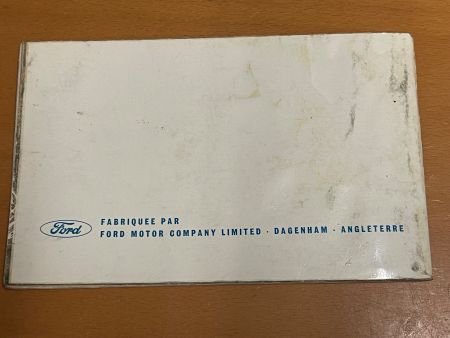 Ford
FABRIQUEE PAR
FORD MOTOR COMPANY LIMITED · DAGENHAM · ANGLETERRE